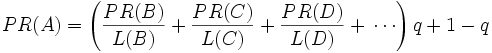 PR(A) = ( PR(B)/L(B) + PR(C)/L(C) + PR(D)/L(D) + ⋯ ) q + 1 − q